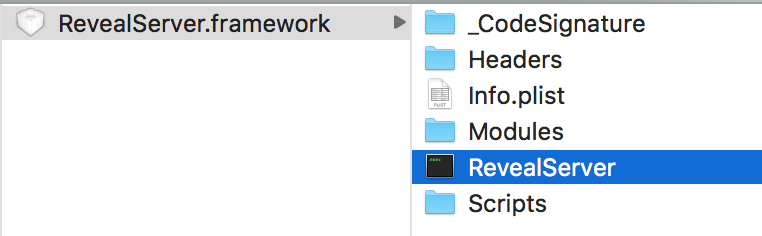 RevealServer.framework
_CodeSignature
Headers
Info.plist
Modules
RevealServer
Scripts